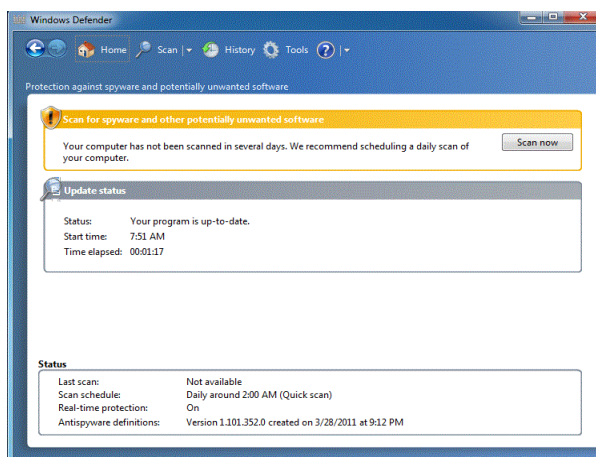 Windows Defender
Home Scan History Tools
Protection against spyware and potentially unwanted software
Scan for spyware and other potentially unwanted software
Your computer has not been scanned in several days. We recommend scheduling a daily scan of
your computer.
Scan now
Update status
Status: Your program is up-to-date.
Start time: 7:51 AM
Time elapsed: 00:01:17
Status
Last scan: Not available
Scan schedule: Daily around 2:00 AM (Quick scan)
Real-time protection: On
Antispyware definitions: Version 1.101.352.0 created on 3/28/2011 at 9:12 PM